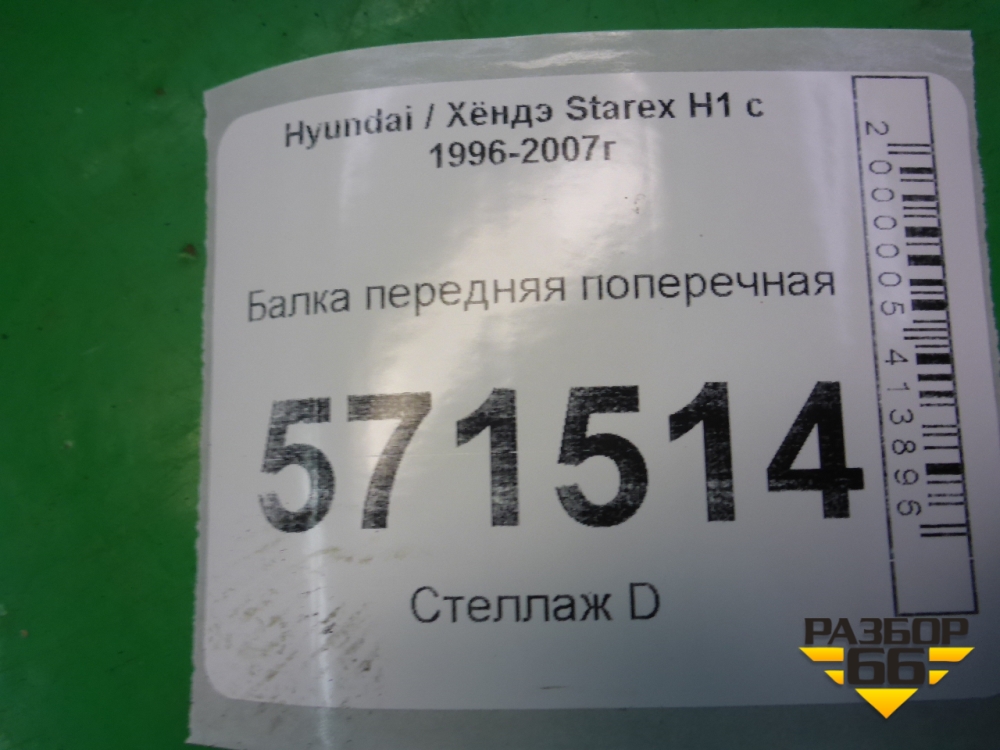 Hyundai / Хёндэ Starex H1 с
1996-2007г
Балка передняя поперечная
571514
Стеллаж D
2000005413896
РАЗБОР
66